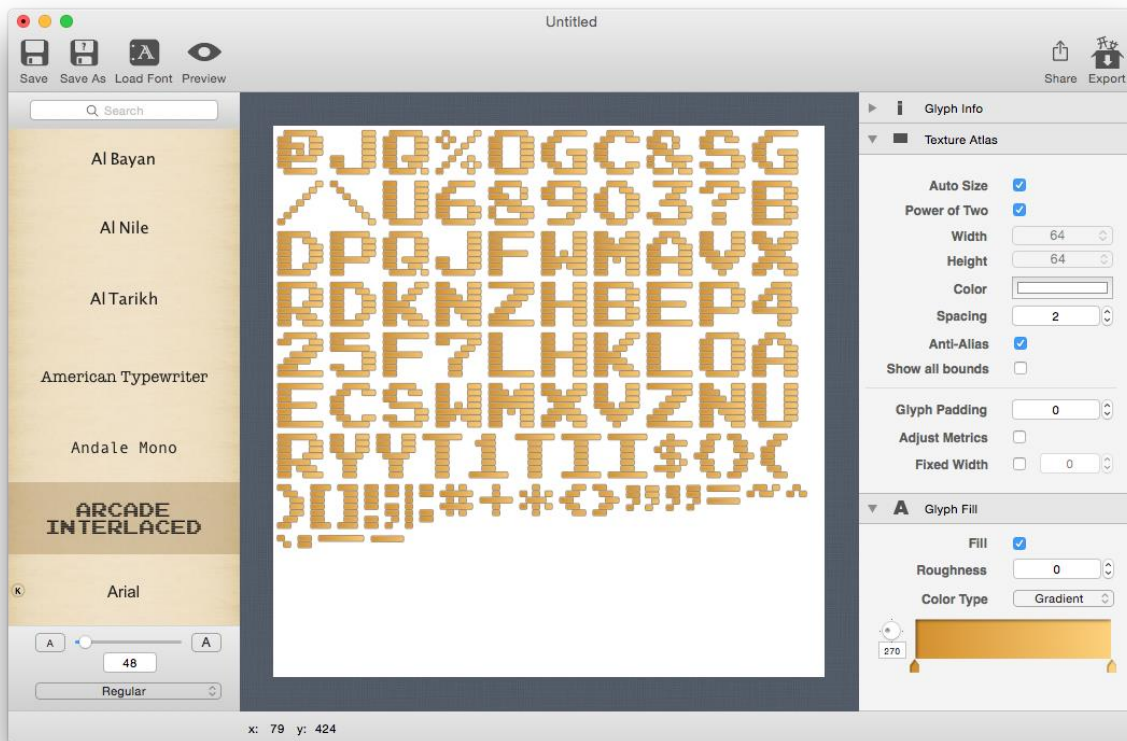 Untitled
Save Save As Load Font Preview
Share Export
Search
Al Bayan
Al Nile
Al Tarikh
American Typewriter
Andale Mono
ARCADE
INTERLACED
K Arial
A A
48
Regular
@JQ%OGC&SG
/\U68903?B
DPQJFWMAVX
RDKNZHBEP4
25F7LHKLOA
ECSWMXVZNU
RYYT1TII${}(
)[]!;|:#+*<>"",=~^
Glyph Info
Texture Atlas
Auto Size
Power of Two
Width 64
Height 64
Color
Spacing 2
Anti-Alias
Show all bounds
Glyph Padding 0
Adjust Metrics
Fixed Width 0
A Glyph Fill
Fill
Roughness 0
Color Type Gradient
270
x: 79 y: 424